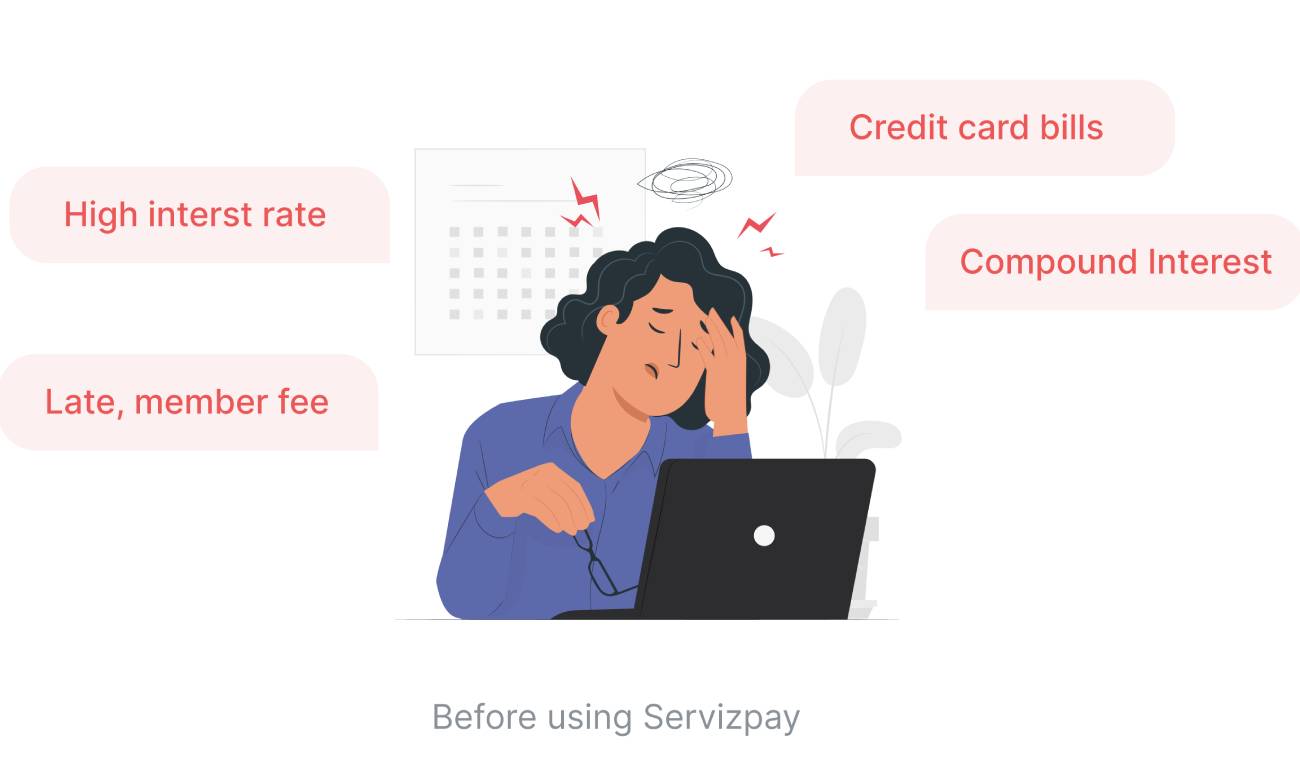 Credit card bills
High interst rate
Compound Interest
Late, member fee
Before using Servizpay